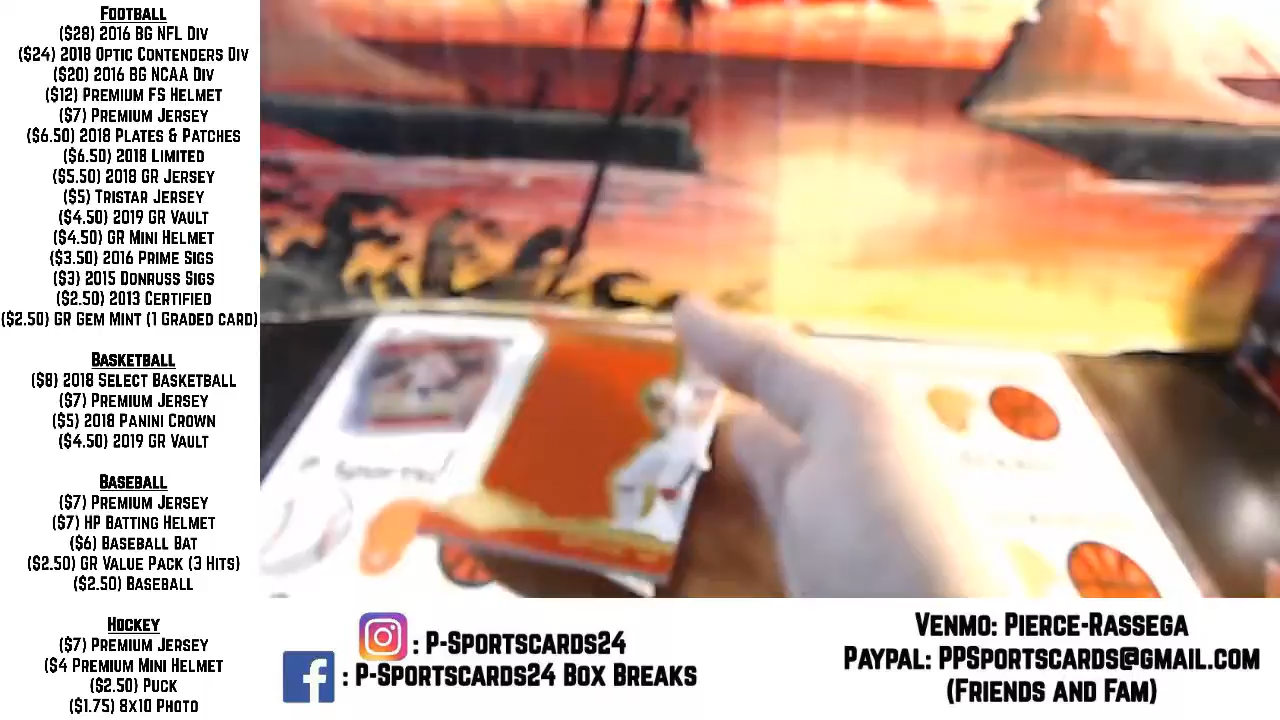 FOOTBALL
($28) 2016 BG NFL DIV
($24) 2018 OPTIC CONTENDERS DIV
($20) 2016 BG NCAA DIV
($12) PREMIUM FS HELMET
($7) PREMIUM JERSEY
($6.50) 2018 PLATES & PATCHES
($6.50) 2018 LIMITED
($5.50) 2018 GR JERSEY
($5) TRISTAR JERSEY
($4.50) 2019 GR VAULT
($4.50) GR MINI HELMET
($3.50) 2016 PRIME SIGS
($3) 2015 DONRUSS SIGS
($2.50) 2013 CERTIFIED
($2.50) GR GEM MINT (1 GRADED CARD)
BASKETBALL
($8) 2018 SELECT BASKETBALL
($7) PREMIUM JERSEY
($5) 2018 PANINI CROWN
($4.50) 2019 GR VAULT
BASEBALL
($7) PREMIUM JERSEY
($7) HP BATTING HELMET
($6) BASEBALL BAT
($2.50) GR VALUE PACK (3 HITS)
($2.50) BASEBALL
HOCKEY
($7) PREMIUM JERSEY
($4 PREMIUM MINI HELMET
($2.50) PUCK
($1.75) 8X10 PHOTO
: P-SPORTSCARDS24
: P-SPORTSCARDS24 BOX BREAKS
VENMO: PIERCE-RASSEGA
PAYPAL: PPSPORTSCARDS@GMAIL.COM
(FRIENDS AND FAM)